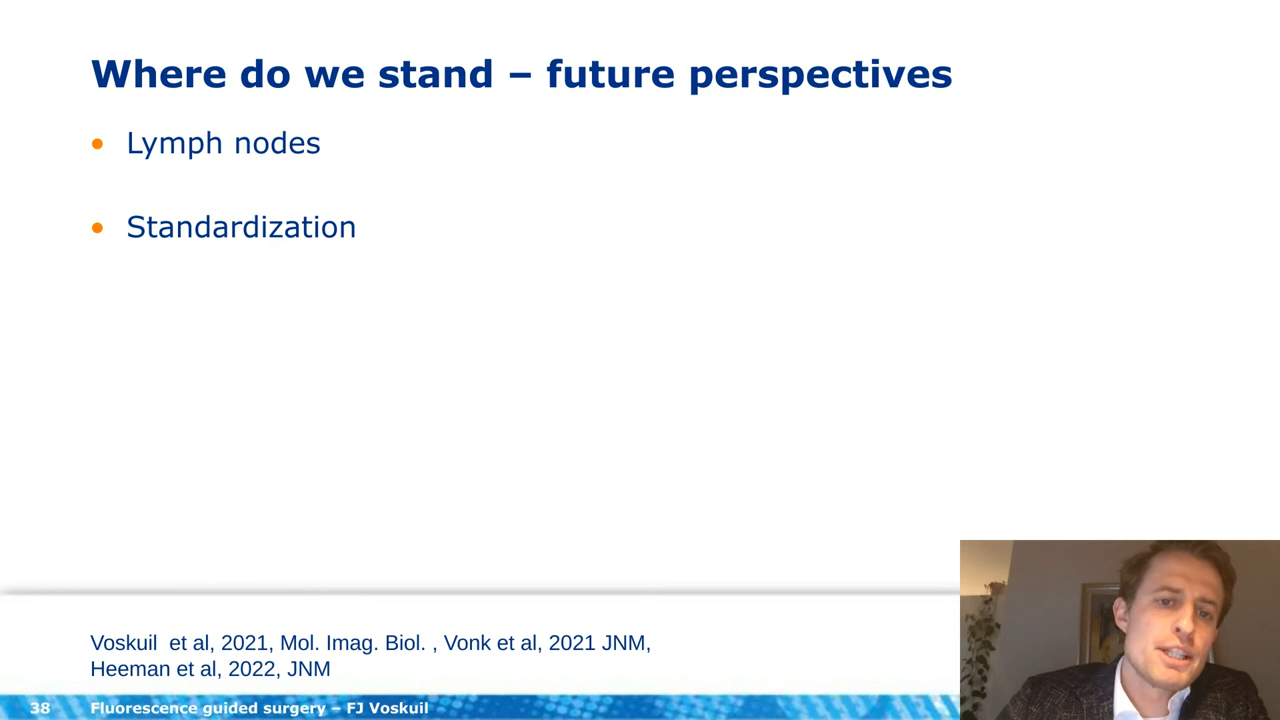 Where do we stand – future perspectives
• Lymph nodes
• Standardization
Voskuil  et al, 2021, Mol. Imag. Biol. , Vonk et al, 2021 JNM,
Heeman et al, 2022, JNM
38 Fluorescence guided surgery – FJ Voskuil